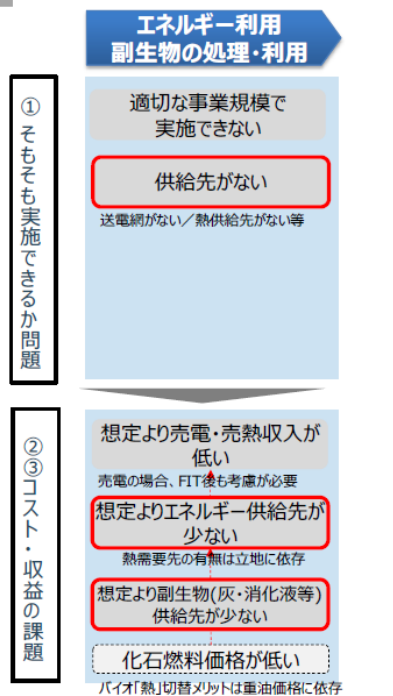 エネルギー利用
副生物の処理・利用
① そもそも実施できるか問題
適切な事業規模で
実施できない
供給先がない
送電網がない／熱供給先がない等
②③コスト・収益の課題
想定より売電・売熱収入が
低い
売電の場合、FIT後も考慮が必要
想定よりエネルギー供給先が
少ない
熱需要先の有無は立地に依存
想定より副生物(灰・消化液等)
供給先が少ない
化石燃料価格が低い
バイオ「熱」切替メリットは重油価格に依存